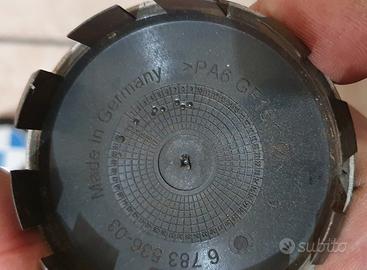 Made in Germany
>PA6 GF15
6 783 536-03
subito